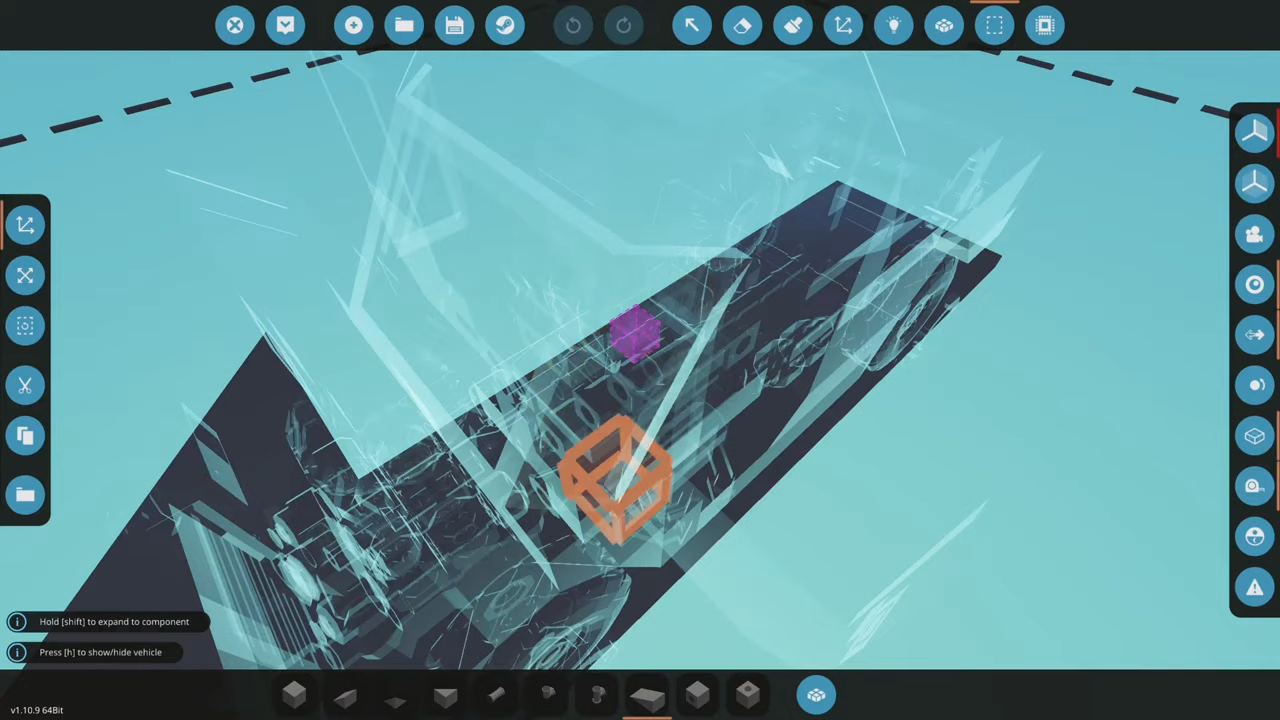 Hold [shift] to expand to component
Press [h] to show/hide vehicle
v1.10.9 64Bit